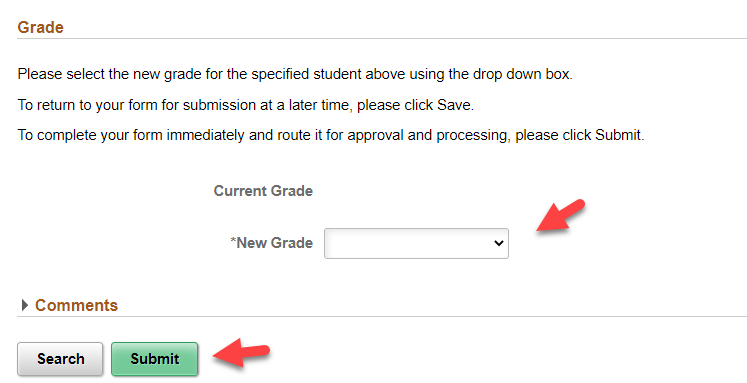 Grade
Please select the new grade for the specified student above using the drop down box.
To return to your form for submission at a later time, please click Save.
To complete your form immediately and route it for approval and processing, please click Submit.
Current Grade
*New Grade
Comments
Search Submit